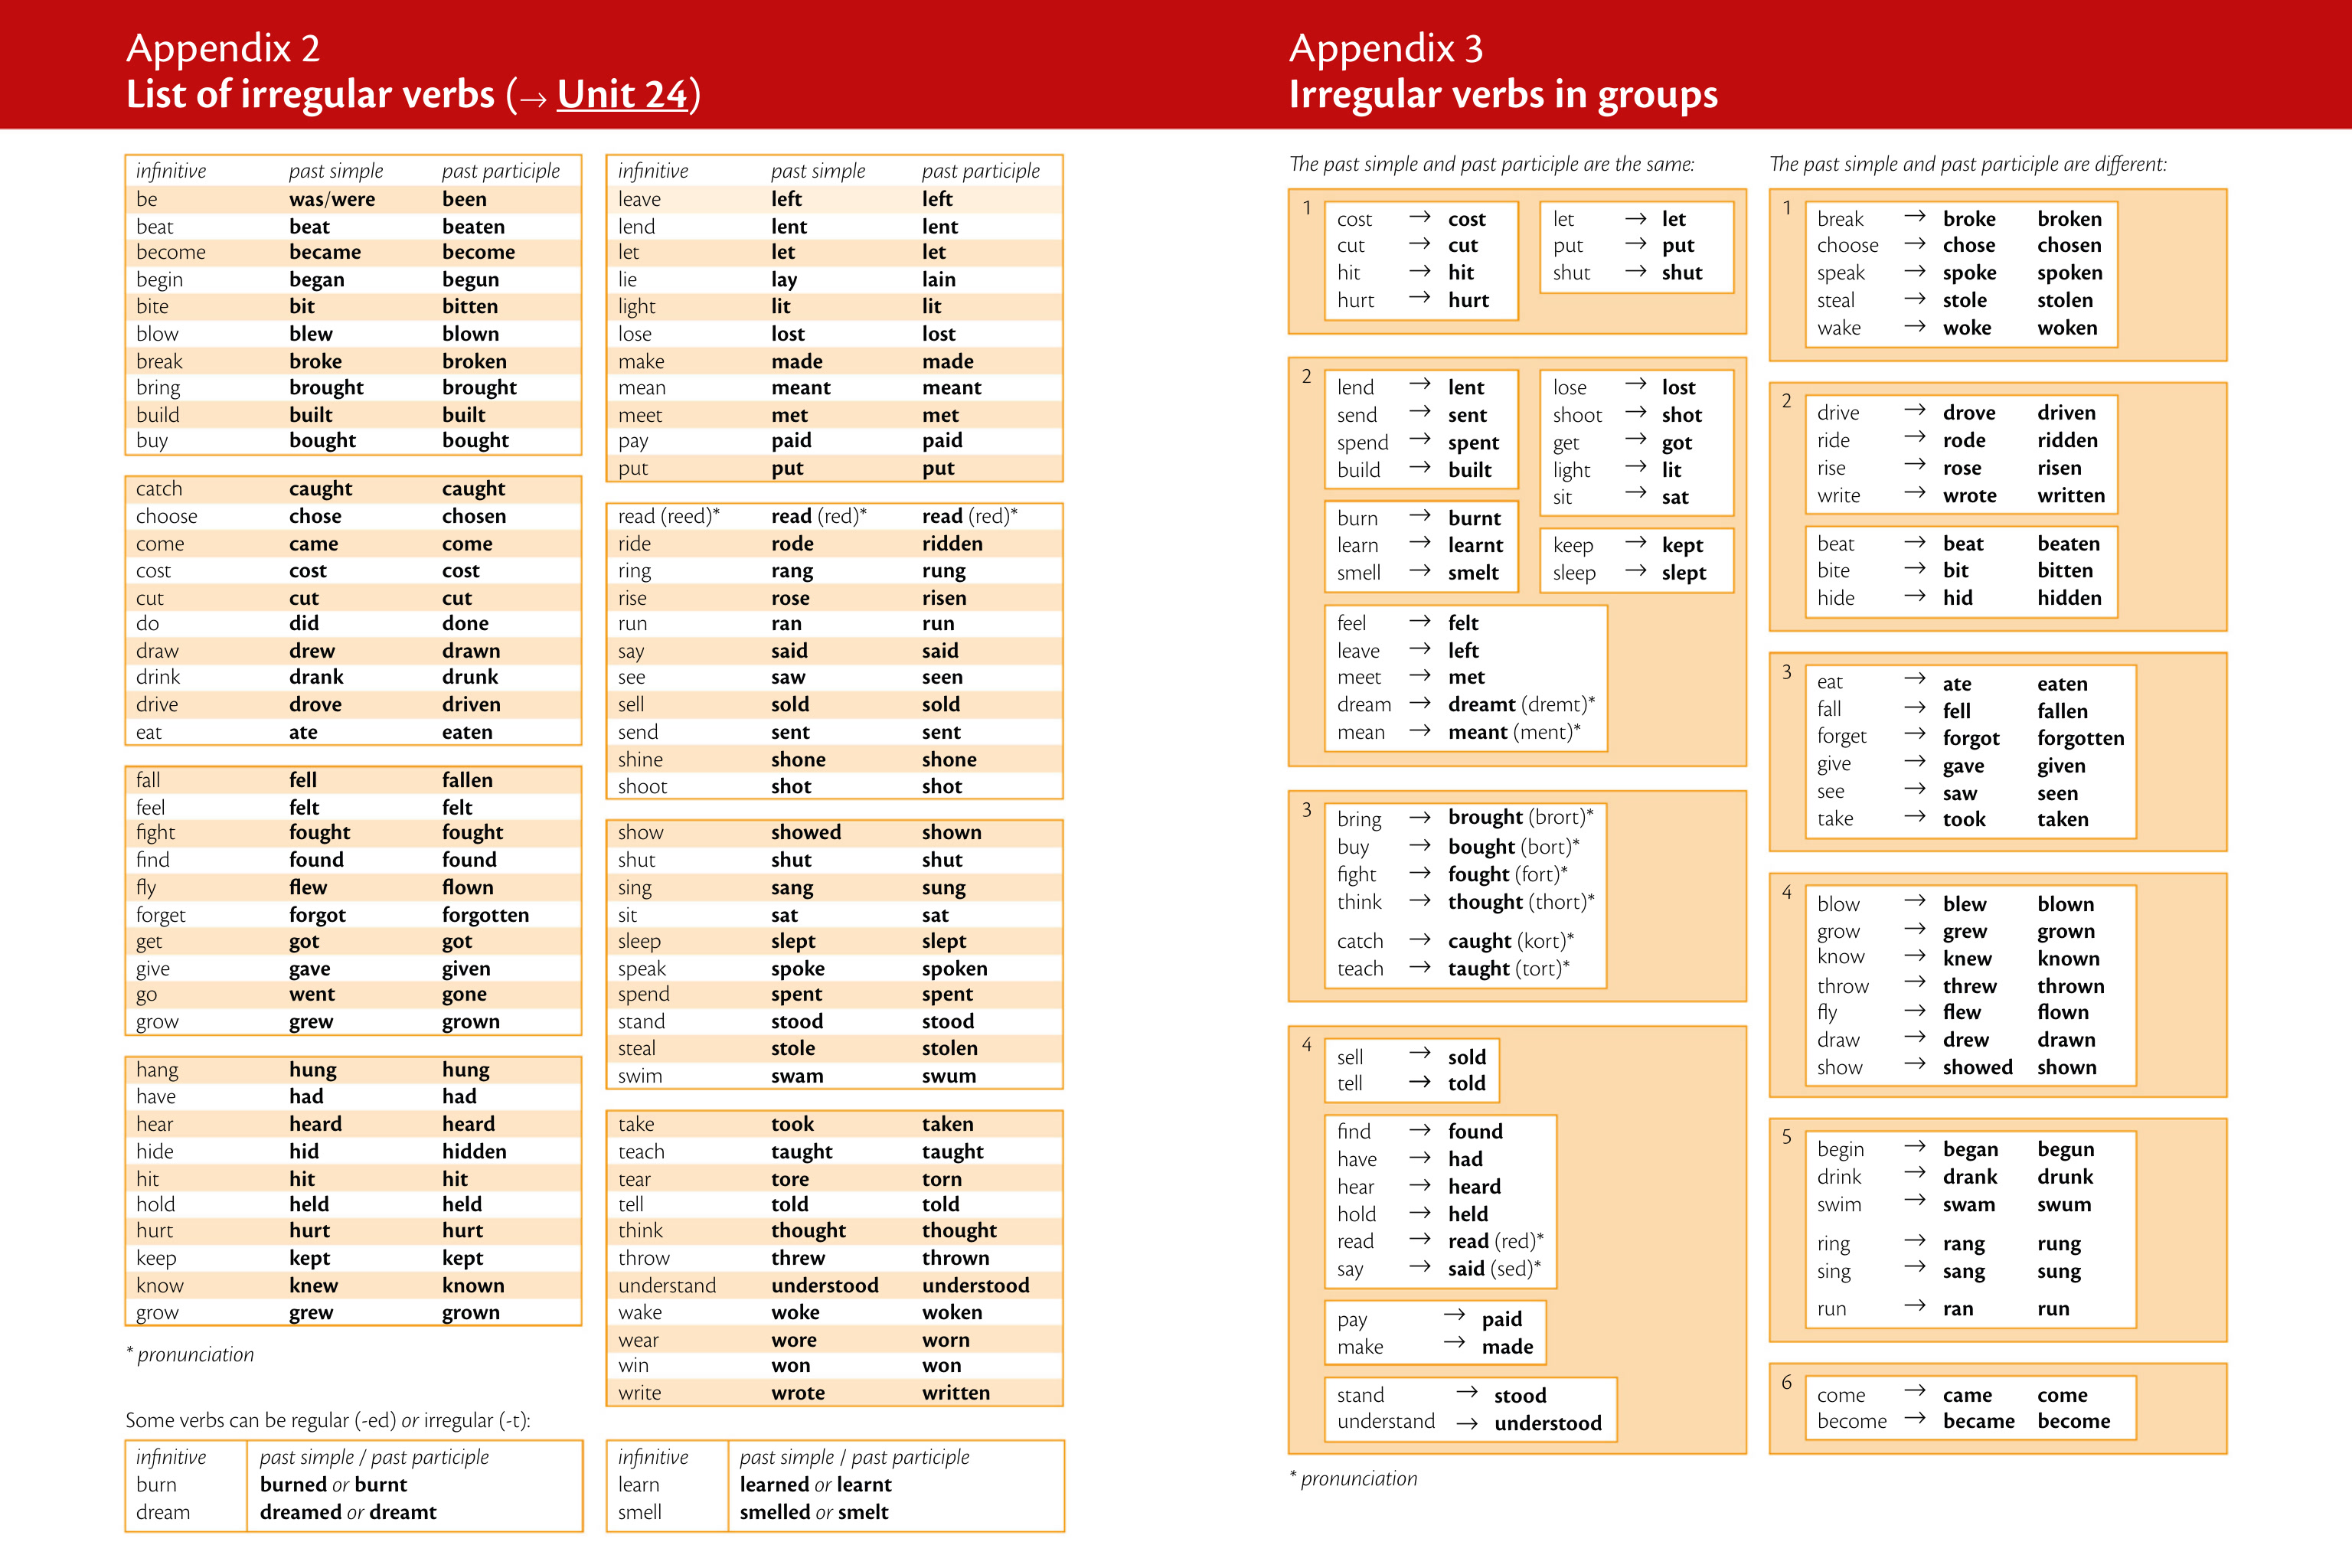 Appendix 2
List of irregular verbs (→ Unit 24)
infinitive past simple past participle
be was/were been
beat beat beaten
become became become
begin began begun
bite bit bitten
blow blew blown
break broke broken
bring brought brought
build built built
buy bought bought
catch caught caught
choose chose chosen
come came come
cost cost cost
cut cut cut
do did done
draw drew drawn
drink drank drunk
drive drove driven
eat ate eaten
fall fell fallen
feel felt felt
fight fought fought
find found found
fly flew flown
forget forgot forgotten
get got got
give gave given
go went gone
grow grew grown
hang hung hung
have had had
hear heard heard
hide hid hidden
hit hit hit
hold held held
hurt hurt hurt
keep kept kept
know knew known
grow grew grown
* pronunciation
infinitive past simple past participle
leave left left
lend lent lent
let let let
lie lay lain
light lit lit
lose lost lost
make made made
mean meant meant
meet met met
pay paid paid
put put put
read (reed)* read (red)* read (red)*
ride rode ridden
ring rang rung
rise rose risen
run ran run
say said said
see saw seen
sell sold sold
send sent sent
shine shone shone
shoot shot shot
show showed shown
shut shut shut
sing sang sung
sit sat sat
sleep slept slept
speak spoke spoken
spend spent spent
stand stood stood
steal stole stolen
swim swam swum
take took taken
teach taught taught
tear tore torn
tell told told
think thought thought
throw threw thrown
understand understood understood
wake woke woken
wear wore worn
win won won
write wrote written
Some verbs can be regular (-ed) or irregular (-t):
infinitive past simple / past participle
burn burned or burnt
dream dreamed or dreamt
infinitive past simple / past participle
learn learned or learnt
smell smelled or smelt
Appendix 3
Irregular verbs in groups
The past simple and past participle are the same:
1
cost → cost
cut → cut
hit → hit
hurt → hurt
let → let
put → put
shut → shut
2
lend → lent
send → sent
spend → spent
build → built
burn → burnt
learn → learnt
smell → smelt
lose → lost
shoot → shot
get → got
light → lit
sit → sat
keep → kept
sleep → slept
feel → felt
leave → left
meet → met
dream → dreamt (dremt)*
mean → meant (ment)*
3
bring → brought (brort)*
buy → bought (bort)*
fight → fought (fort)*
think → thought (thort)*
catch → caught (kort)*
teach → taught (tort)*
4
sell → sold
tell → told
find → found
have → had
hear → heard
hold → held
read → read (red)*
say → said (sed)*
pay → paid
make → made
stand → stood
understand → understood
* pronunciation
The past simple and past participle are different:
1
break → broke broken
choose → chose chosen
speak → spoke spoken
steal → stole stolen
wake → woke woken
2
drive → drove driven
ride → rode ridden
rise → rose risen
write → wrote written
beat → beat beaten
bite → bit bitten
hide → hid hidden
3
eat → ate eaten
fall → fell fallen
forget → forgot forgotten
give → gave given
see → saw seen
take → took taken
4
blow → blew blown
grow → grew grown
know → knew known
throw → threw thrown
fly → flew flown
draw → drew drawn
show → showed shown
5
begin → began begun
drink → drank drunk
swim → swam swum
ring → rang rung
sing → sang sung
run → ran run
6
come → came come
become → became become